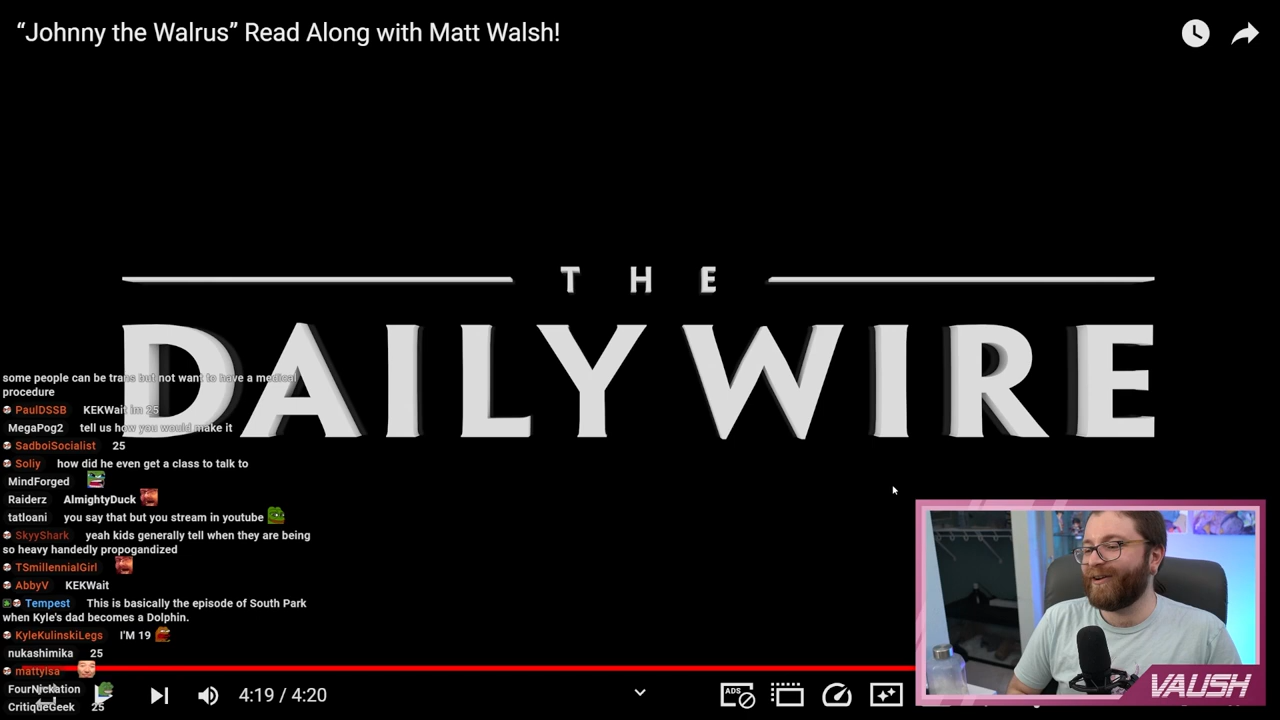 “Johnny the Walrus” Read Along with Matt Walsh!
THE
DAILYWIRE
some people can be trans but not want to have a medical
procedure
PaulDSSB KEKWait im 25
MegaPog2 tell us how you would make it
SadboiSocialist 25
Soliy how did he even get a class to talk to
MindForged
Raiderz AlmightyDuck
tatloani you say that but you stream in youtube
SkyyShark yeah kids generally tell when they are being
so heavy handedly propogandized
TSmillennialGirl
AbbyV KEKWait
Tempest This is basically the episode of South Park
when Kyle's dad becomes a Dolphin.
KyleKulinskiLegs I'M 19
nukashimika 25
mattylsa
CritiqueGeek 25
4:19 / 4:20
ADS
VAUSH